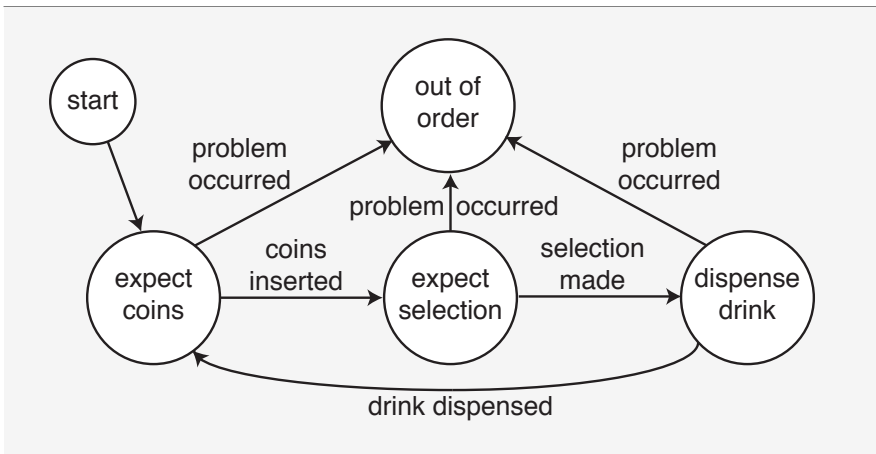 start
out of
order
problem
occurred
problem
occurred
problem occurred
expect
coins
coins
inserted
expect
selection
selection
made
dispense
drink
drink dispensed